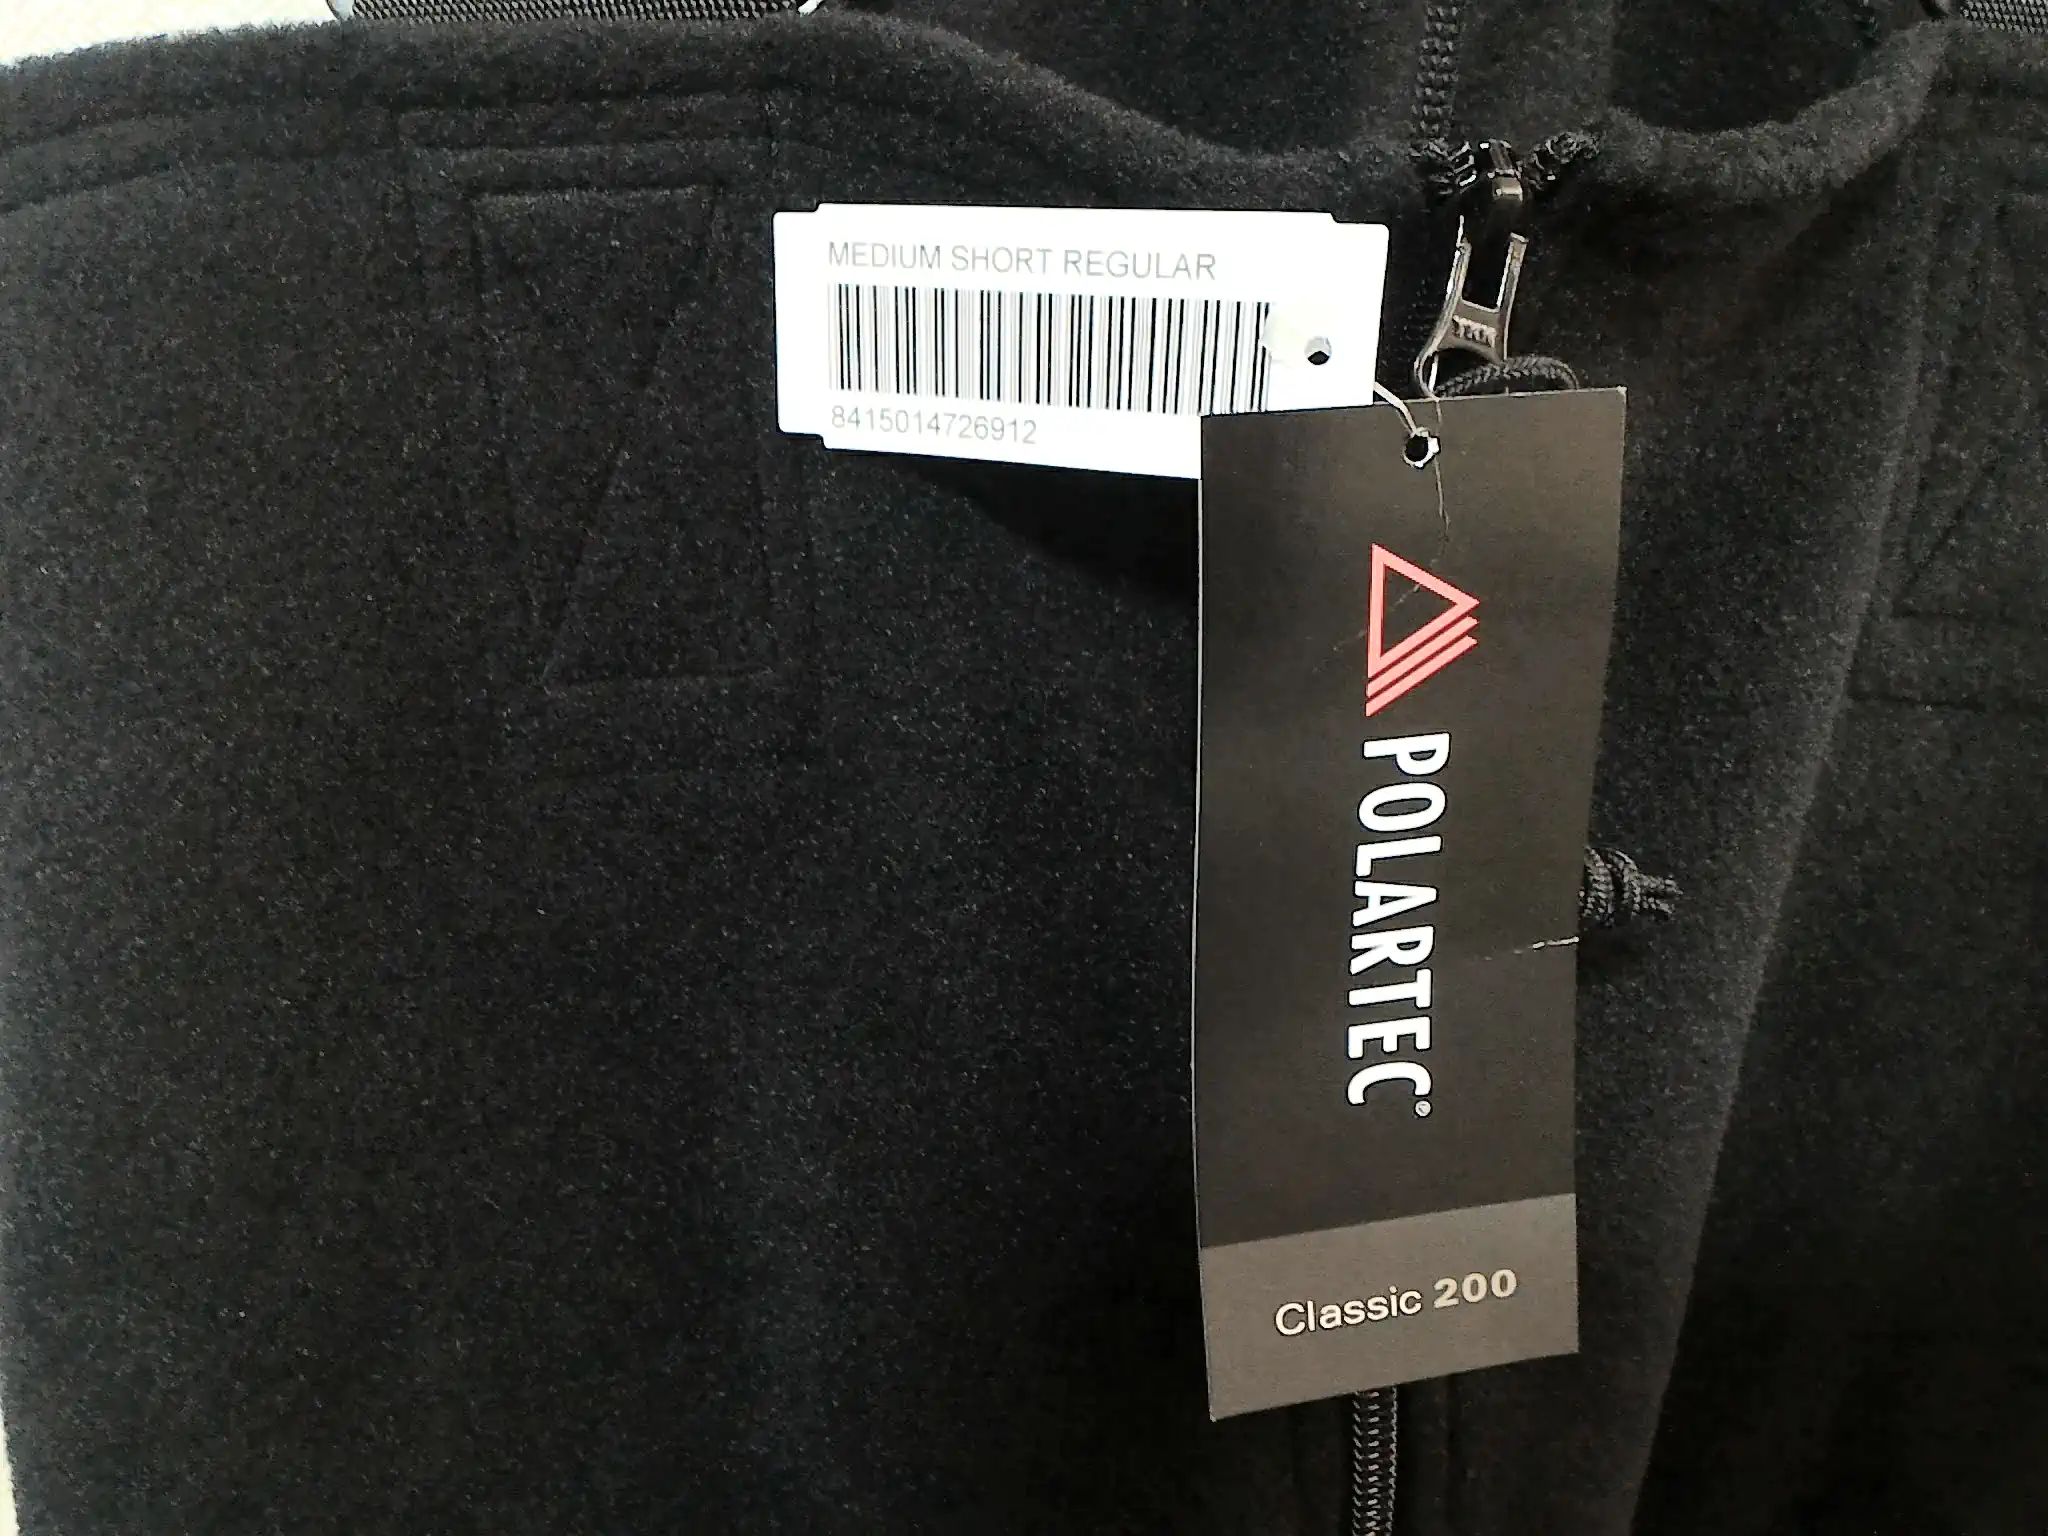 MEDIUM SHORT REGULAR
8415014726912
POLARTEC®
Classic 200